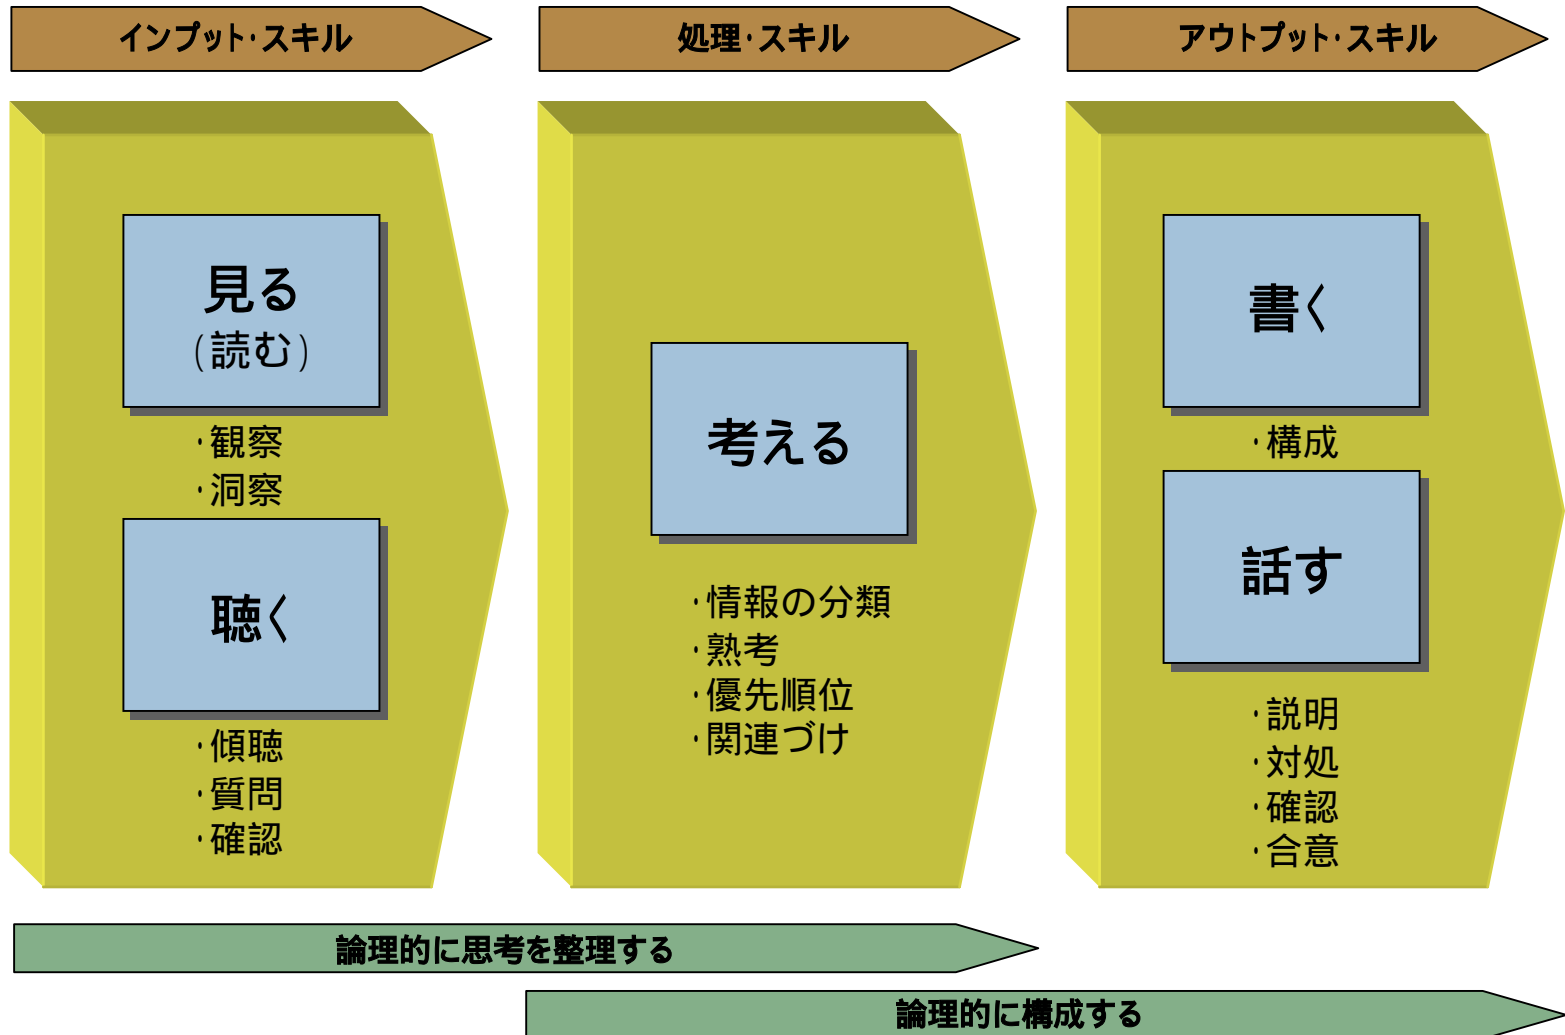 インプット・スキル
処理・スキル
アウトプット・スキル
見る
(読む)
・観察
・洞察
聴く
・傾聴
・質問
・確認
考える
・情報の分類
・熟考
・優先順位
・関連づけ
書く
・構成
話す
・説明
・対処
・確認
・合意
論理的に思考を整理する
論理的に構成する